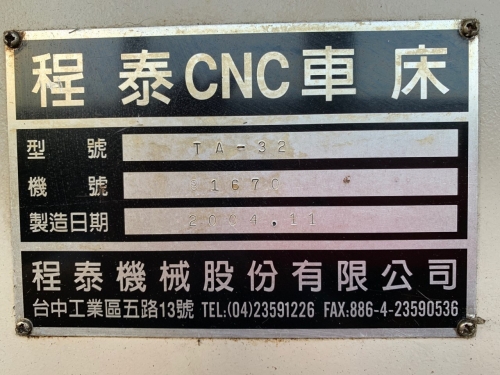 程泰CNC車床
型號 TA-32
機號
製造日期 2004.11
程泰機械股份有限公司
台中工業區五路13號 TEL:(04)23591226 FAX:886-4-23590536